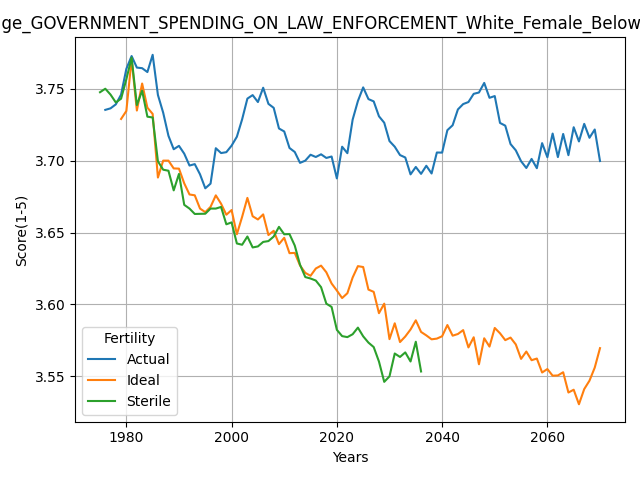 ge_GOVERNMENT_SPENDING_ON_LAW_ENFORCEMENT_White_Female_Below
3.75
3.70
3.65
3.60
3.55
Score(1-5)
Fertility
Actual
Ideal
Sterile
1980
2000
2020
2040
2060
Years